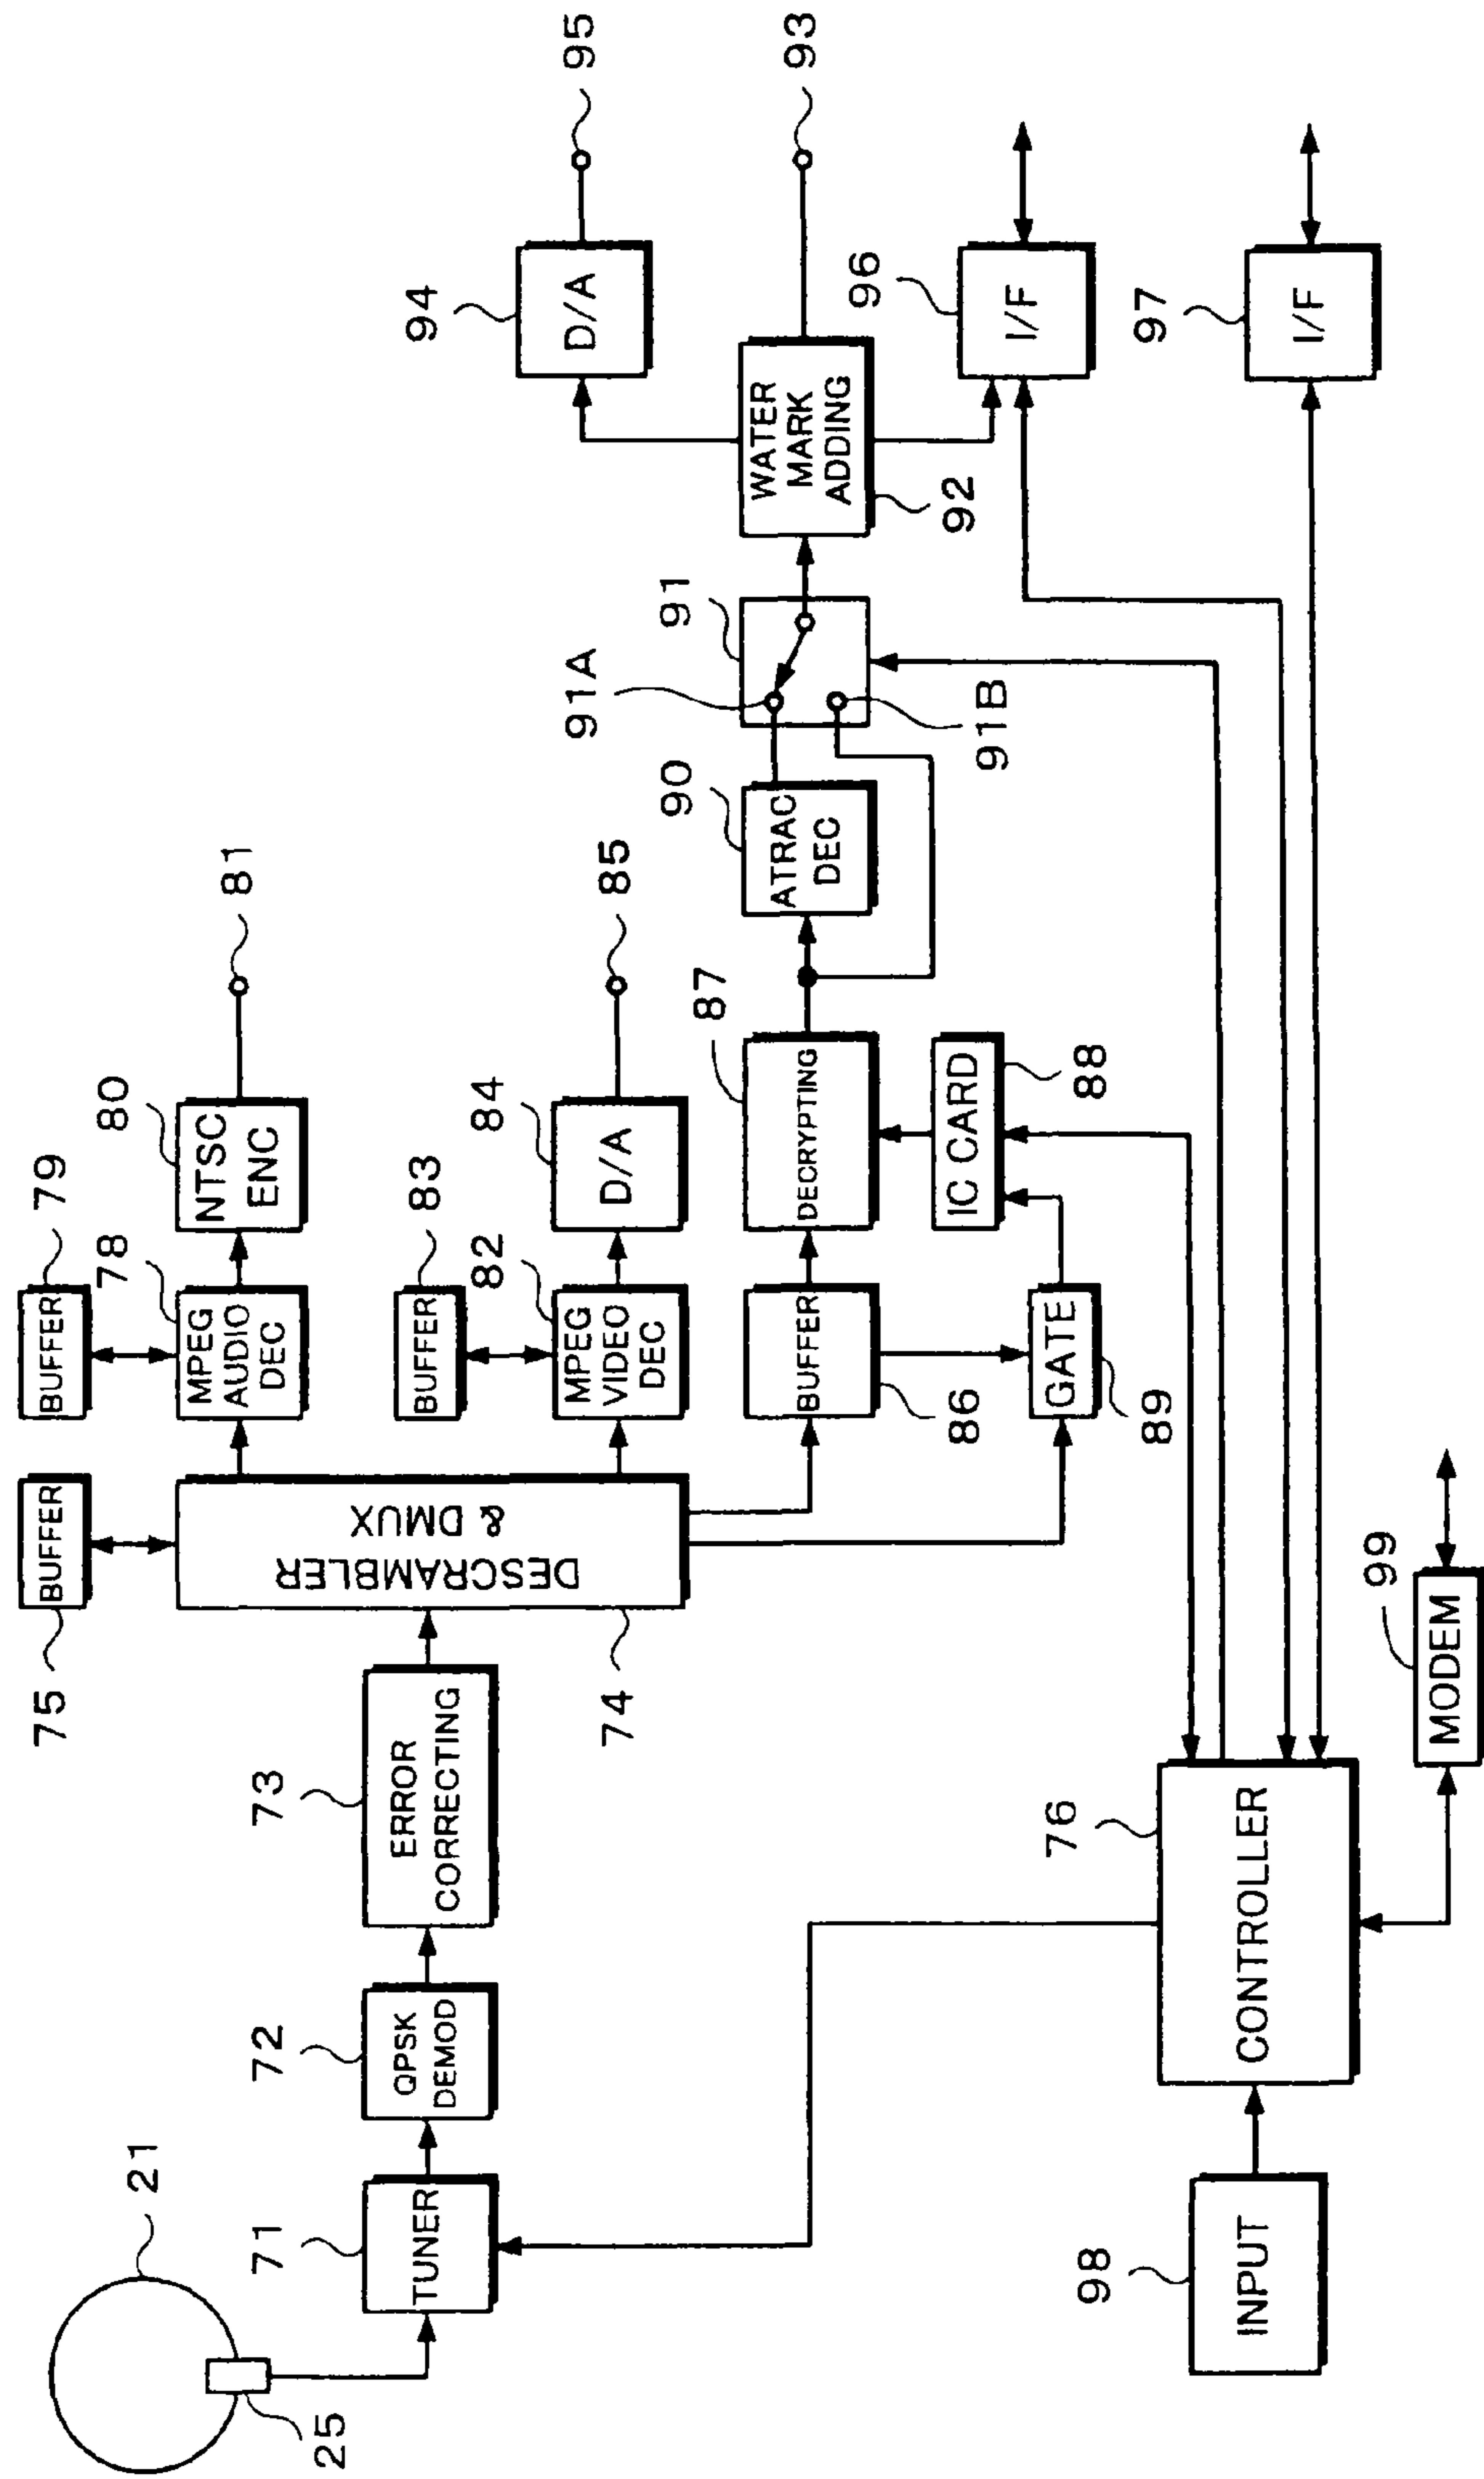 21
25
71
TUNER
72
QPSK
DEMOD
73
ERROR
CORRECTING
74
DESCRAMBLER
& DMUX
75
BUFFER
79
BUFFER
78
MPEG
AUDIO
DEC
80
NTSC
ENC
81
83
BUFFER
82
MPEG
VIDEO
DEC
84
D/A
85
BUFFER
86
87
DECRYPTING
IC CARD
88
GATE
89
90
ATRAC
DEC
91
91A
91B
WATER
MARK
ADDING
92
93
94
D/A
95
96
I/F
97
I/F
98
INPUT
76
CONTROLLER
99
MODEM